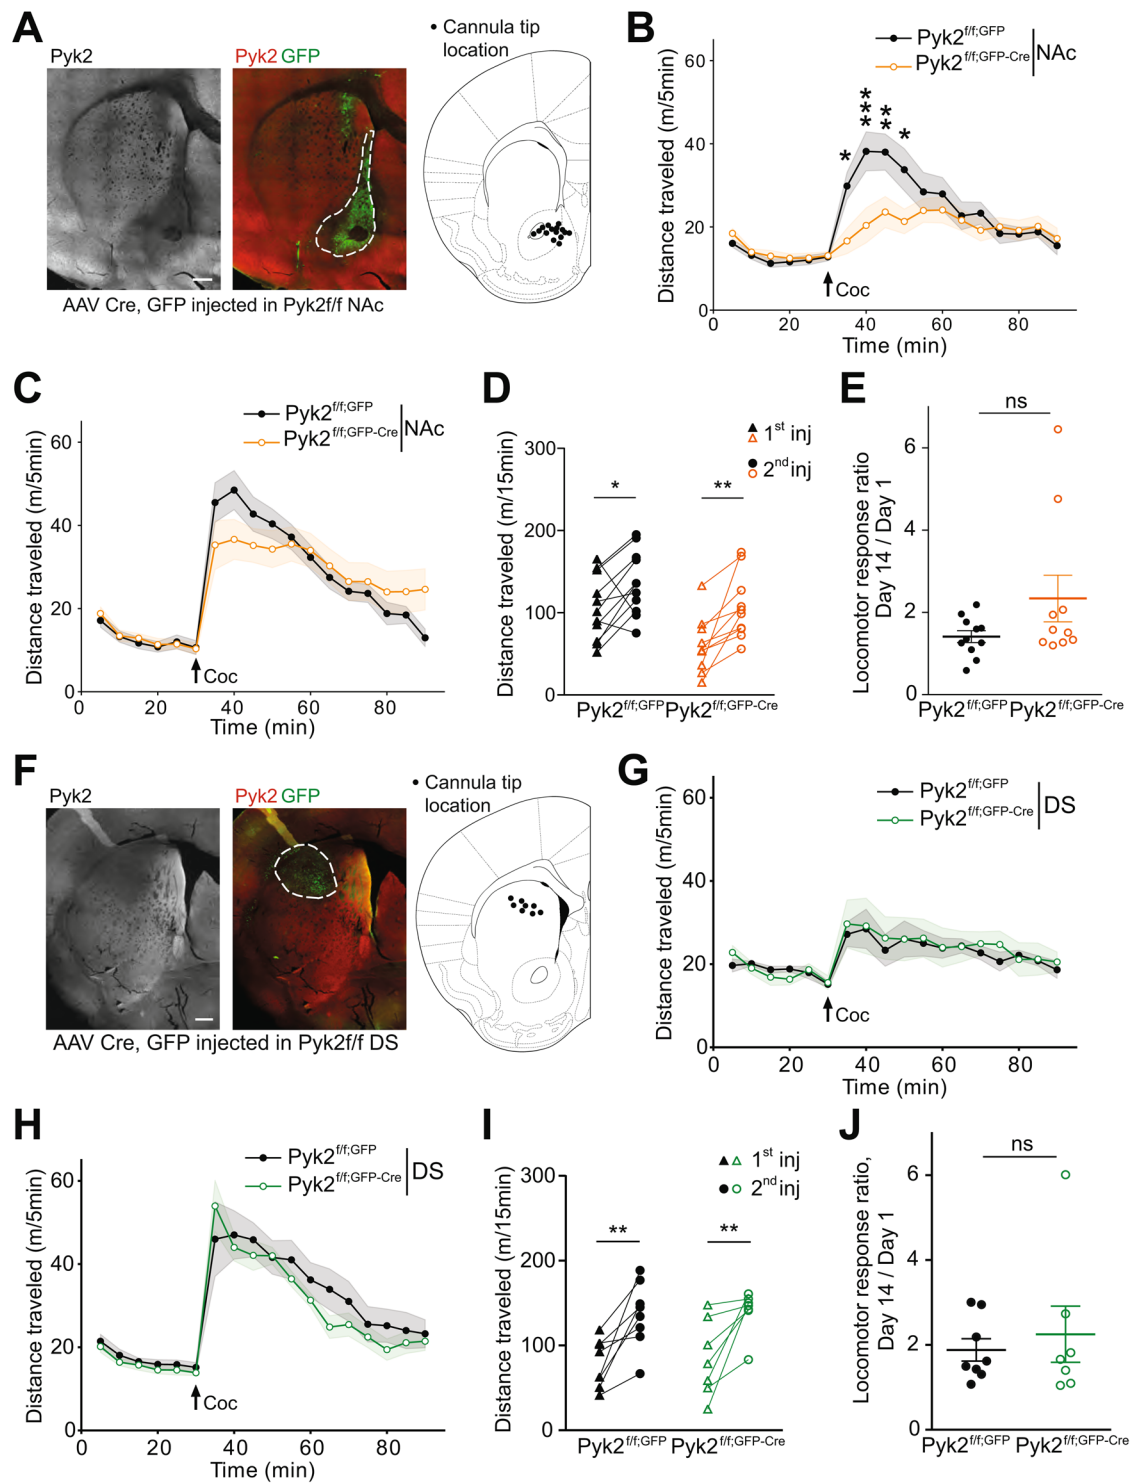 A
Pyk2
Pyk2 GFP
• Cannula tip
location
AAV Cre, GFP injected in Pyk2f/f NAc
B
Pyk2f/f;GFP
Pyk2f/f;GFP-Cre
NAc
Distance traveled (m/5min)
60
40
20
0
*
***
**
*
Coc
0 20 40 60 80
Time (min)
C
Pyk2f/f;GFP
Pyk2f/f;GFP-Cre
NAc
Distance traveled (m/5min)
60
40
20
0
Coc
0 20 40 60 80
Time (min)
D
1st inj
2nd inj
Distance traveled (m/15min)
300
200
100
0
*
**
Pyk2f/f;GFP Pyk2f/f;GFP-Cre
E
ns
Locomotor response ratio
Day 14 / Day 1
6
4
2
0
Pyk2f/f;GFP Pyk2f/f;GFP-Cre
F
Pyk2
Pyk2 GFP
• Cannula tip
location
AAV Cre, GFP injected in Pyk2f/f DS
G
Pyk2f/f;GFP
Pyk2f/f;GFP-Cre
DS
Distance traveled (m/5min)
60
40
20
0
Coc
0 20 40 60 80
Time (min)
H
Pyk2f/f;GFP
Pyk2f/f;GFP-Cre
DS
Distance traveled (m/5min)
60
40
20
0
Coc
0 20 40 60 80
Time (min)
I
1st inj
2nd inj
Distance traveled (m/15min)
300
200
100
0
**
**
Pyk2f/f;GFP Pyk2f/f;GFP-Cre
J
ns
Locomotor response ratio,
Day 14 / Day 1
6
4
2
0
Pyk2f/f;GFP Pyk2f/f;GFP-Cre